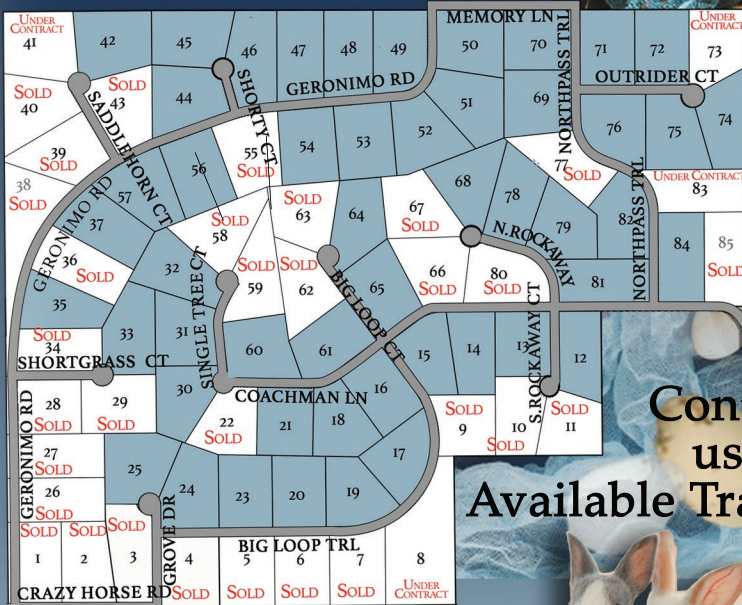 UNDER
CONTRACT
41
42
45
46
47
48
49
MEMORY LN
50
70
NORTHPASS TRL
71
72
UNDER
CONTRACT
73
SOLD
40
SOLD
43
SADDLEHORN CT
44
SHORTY CT
GERONIMO RD
51
69
OUTRIDER CT
76
75
74
39
SOLD
38
SOLD
57
56
55
SOLD
54
53
52
77
SOLD
UNDER CONTRACT
83
GERONIMO RD
37
36
SOLD
SOLD
58
SOLD
63
64
67
SOLD
68
78
79
82
NORTHPASS TRL
84
85
SOLD
32
SINGLE TREE CT
SOLD
59
SOLD
62
BIG LOOP CT
65
66
SOLD
N.ROCKAWAY
80
SOLD
81
35
SOLD
34
33
31
60
61
15
14
13
S.ROCKAWAY CT
12
SHORTGRASS CT
30
COACHMAN LN
16
28
SOLD
29
SOLD
GERONIMO RD
22
SOLD
21
18
17
SOLD
9
10
SOLD
SOLD
11
27
SOLD
26
SOLD
25
24
23
20
19
SOLD
1
SOLD
2
SOLD
3
GROVE DR
BIG LOOP TRL
4
SOLD
5
SOLD
6
SOLD
7
SOLD
8
UNDER
CONTRACT
CRAZY HORSE RD
Con
us
Available Tra